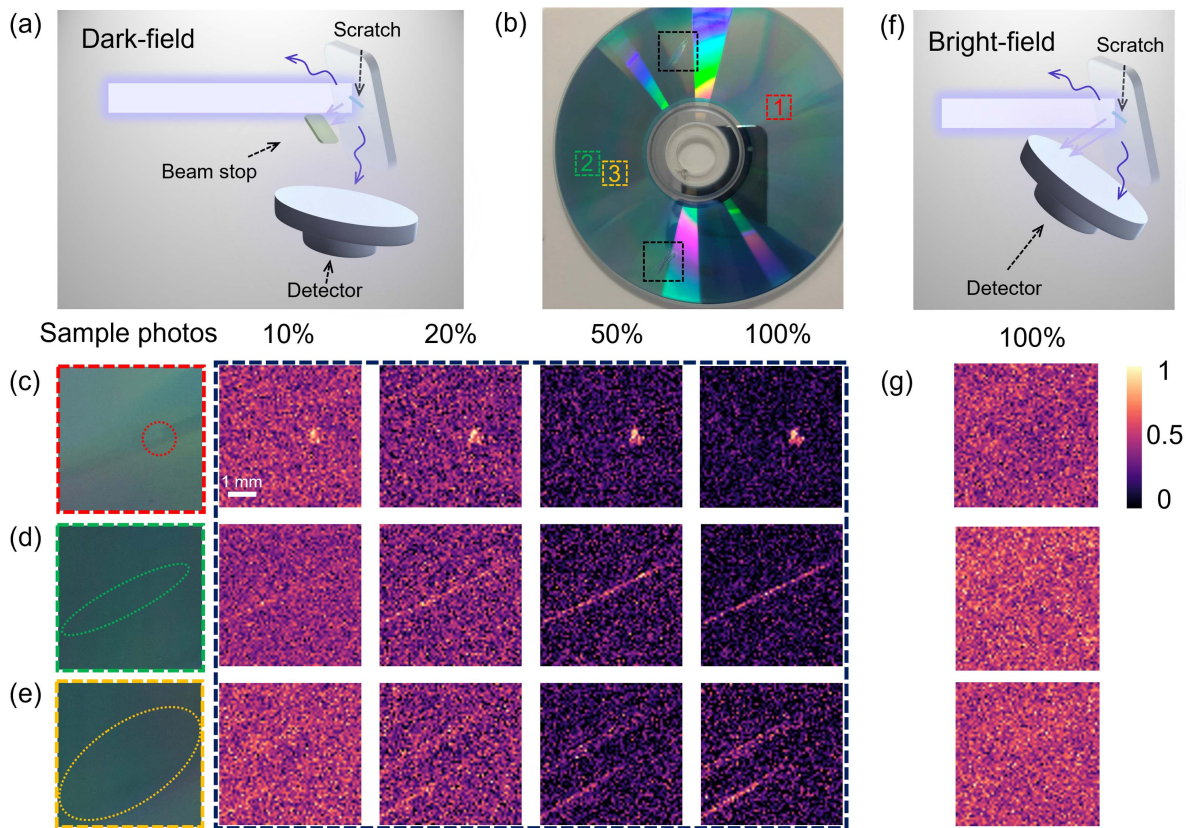 (a)
Dark-field
Scratch
Beam stop
Detector
(b)
1
2
3
(f)
Bright-field
Scratch
Detector
Sample photos 10% 20% 50% 100%
100%
(c)
1 mm
(d)
(e)
(g)
1
0.5
0